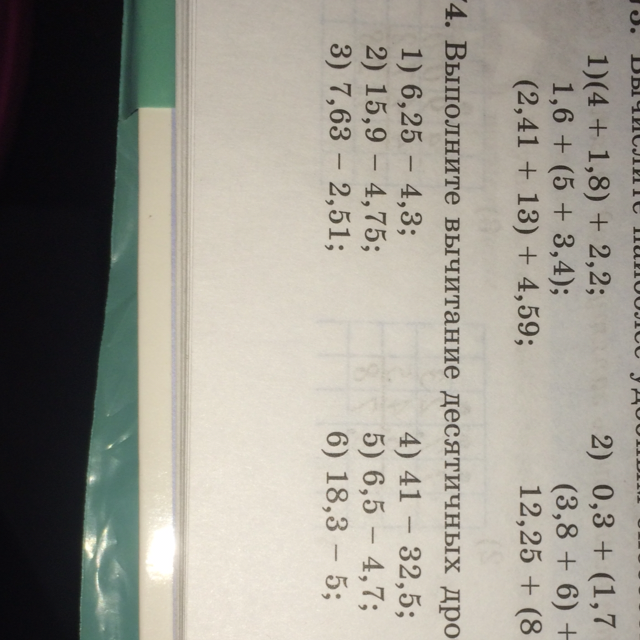 1)(4 + 1,8) + 2,2;
1,6 + (5 + 3,4);
(2,41 + 13) + 4,59;
2) 0,3 + (1,7
(3,8 + 6) +
12,25 + (8
4. Выполните вычитание десятичных дро
1) 6,25 − 4,3;
2) 15,9 − 4,75;
3) 7,63 − 2,51;
4) 41 − 32,5;
5) 6,5 − 4,7;
6) 18,3 − 5;